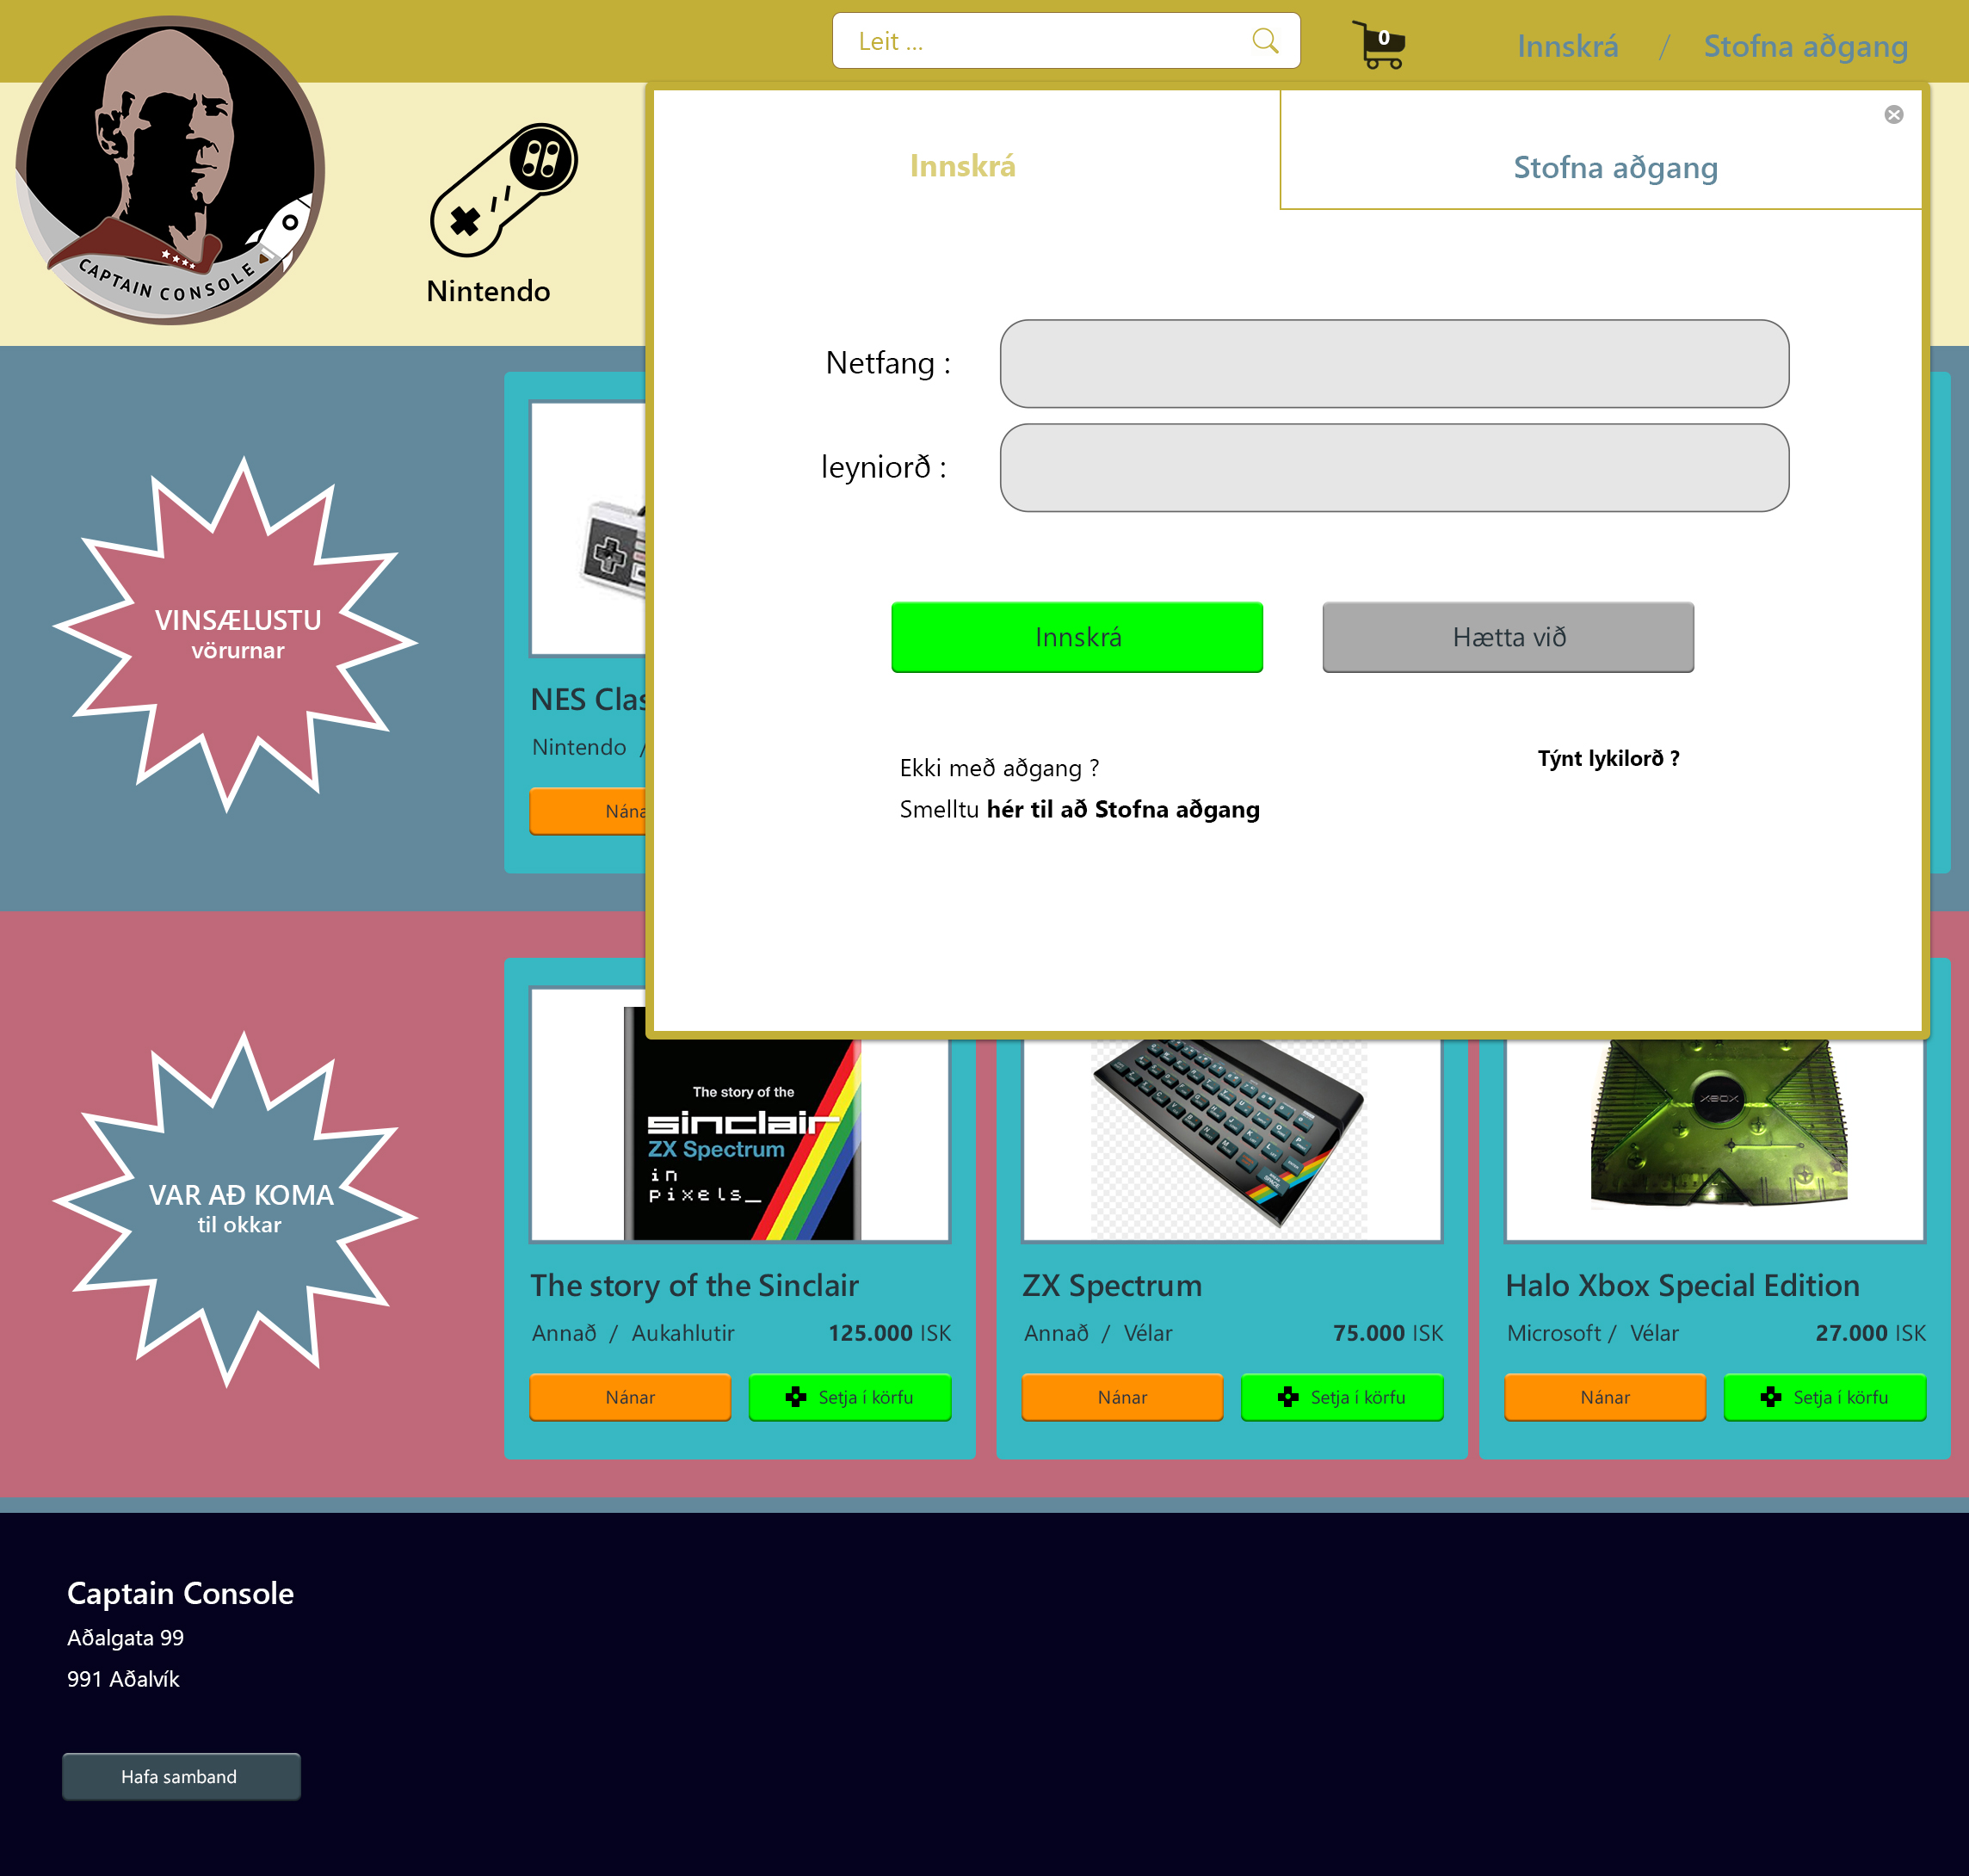 Leit ...
0
Innskrá / Stofna aðgang
CAPTAIN CONSOLE
Nintendo
Innskrá
Stofna aðgang
Netfang :
leyniorð :
Innskrá
Hætta við
Ekki með aðgang ?
Týnt lykilorð ?
Smelltu hér til að Stofna aðgang
VINSÆLUSTU
vörurnar
NES Clas
Nintendo /
Nána
VAR AÐ KOMA
til okkar
The story of the
sinclair
ZX Spectrum
in
pixels_
XBOX
The story of the Sinclair
Annað / Aukahlutir 125.000 ISK
Nánar
Setja í körfu
ZX Spectrum
Annað / Vélar 75.000 ISK
Nánar
Setja í körfu
Halo Xbox Special Edition
Microsoft / Vélar 27.000 ISK
Nánar
Setja í körfu
Captain Console
Aðalgata 99
991 Aðalvík
Hafa samband